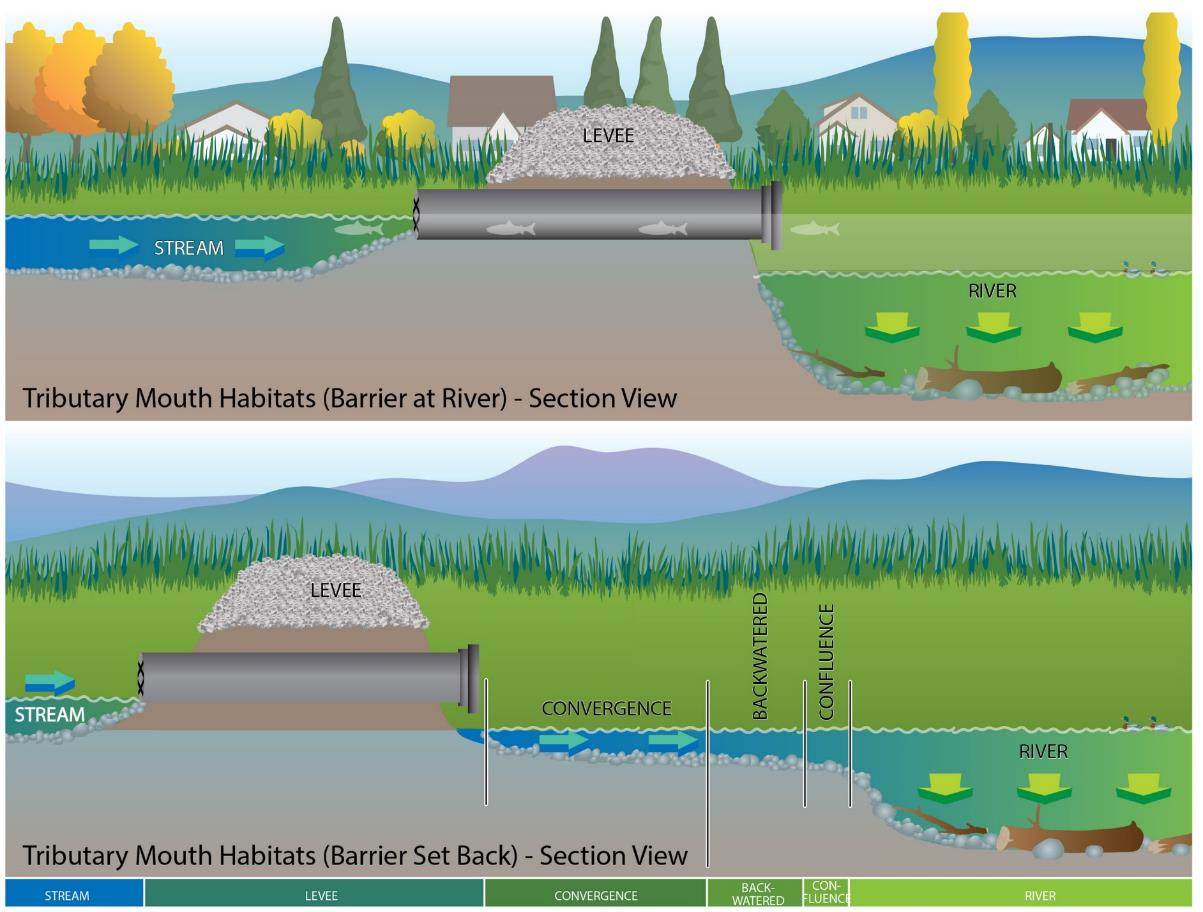 LEVEE
STREAM
RIVER
Tributary Mouth Habitats (Barrier at River) - Section View
LEVEE
STREAM
CONVERGENCE
BACKWATERED
CONFLUENCE
RIVER
Tributary Mouth Habitats (Barrier Set Back) - Section View
STREAM
LEVEE
CONVERGENCE
BACK-
WATERED
CON-
FLUENCE
RIVER